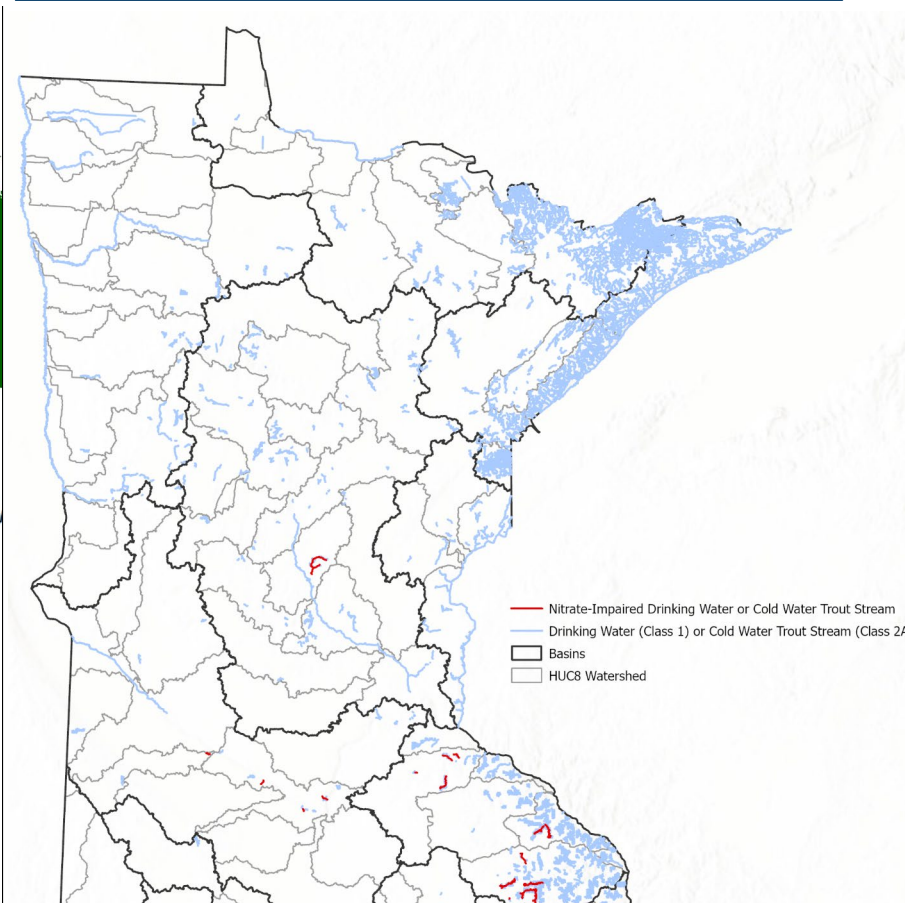 Nitrate-Impaired Drinking Water or Cold Water Trout Stream
Drinking Water (Class 1) or Cold Water Trout Stream (Class 2A
Basins
HUC8 Watershed